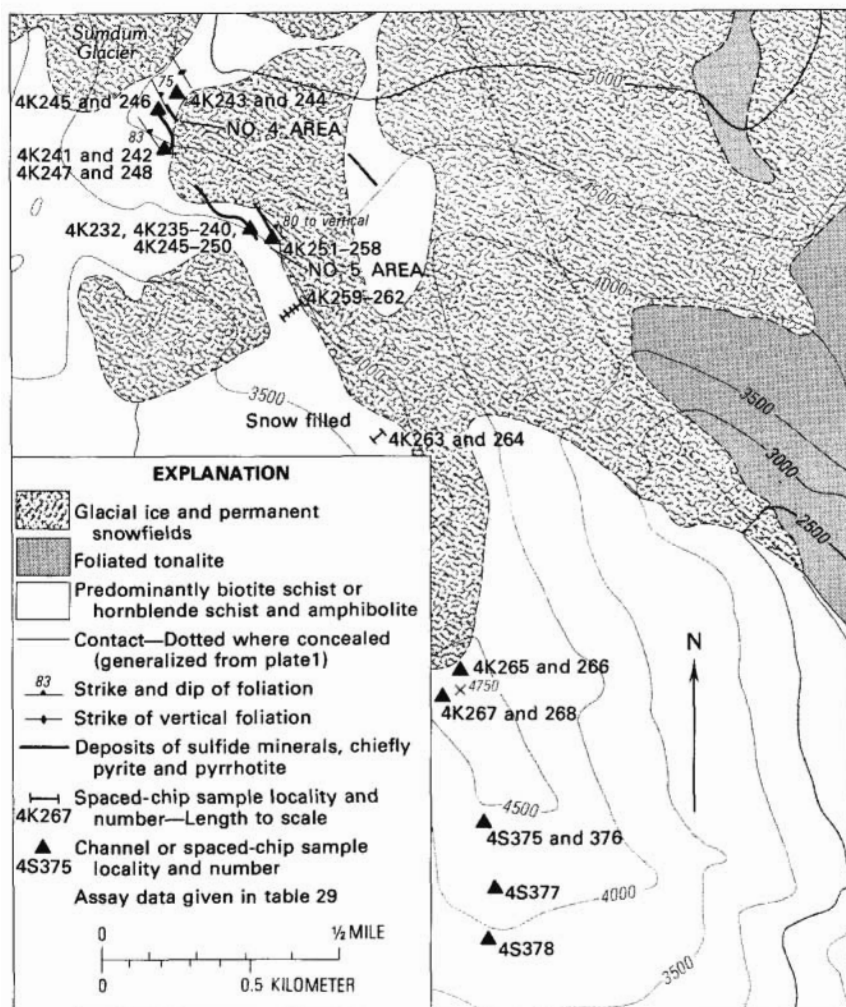 Sumdum
Glacier
5000
75
4K245 and 246
4K243 and 244
NO. 4 AREA
83
4K241 and 242
4K247 and 248
4500
80 to vertical
4K232, 4K235–240,
4K245–250
4K251–258
NO. 5 AREA
4K259–262
4000
4000
3500
3500
Snow filled
3000
4K263 and 264
2500
EXPLANATION
Glacial ice and permanent
snowfields
Foliated tonalite
Predominantly biotite schist or
hornblende schist and amphibolite
Contact—Dotted where concealed
(generalized from plate1)
83
Strike and dip of foliation
Strike of vertical foliation
Deposits of sulfide minerals, chiefly
pyrite and pyrrhotite
Spaced-chip sample locality and
4K267 number—Length to scale
Channel or spaced-chip sample
4S375 locality and number
Assay data given in table 29
0 ½ MILE
0 0.5 KILOMETER
N
4K265 and 266
4750
4K267 and 268
4500
4S375 and 376
4S377
4000
4S378
3500